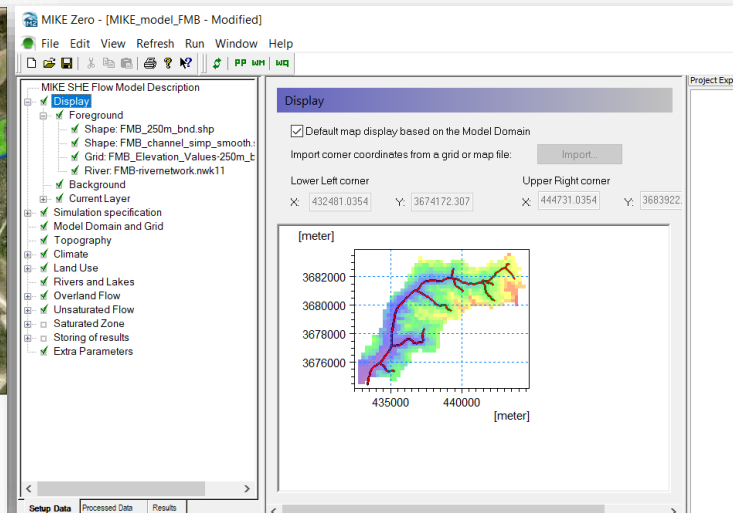 MIKE Zero - [MIKE_model_FMB - Modified]
File Edit View Refresh Run Window Help
PP WM WQ
MIKE SHE Flow Model Description
Display
Foreground
Shape: FMB_250m_bnd.shp
Shape: FMB_channel_simp_smooth.s
Grid: FMB_Elevation_Values-250m_b
River: FMB-rivernetwork.nwk11
Background
Current Layer
Simulation specification
Model Domain and Grid
Topography
Climate
Land Use
Rivers and Lakes
Overland Flow
Unsaturated Flow
Saturated Zone
Storing of results
Extra Parameters
Setup Data Processed Data Results
Display
Default map display based on the Model Domain
Import corner coordinates from a grid or map file: Import...
Lower Left corner Upper Right corner
X: 432481.0354 Y: 3674172.307 X: 444731.0354 Y: 3683922.
[meter]
3682000
3680000
3678000
3676000
435000 440000
[meter]
Project Exp